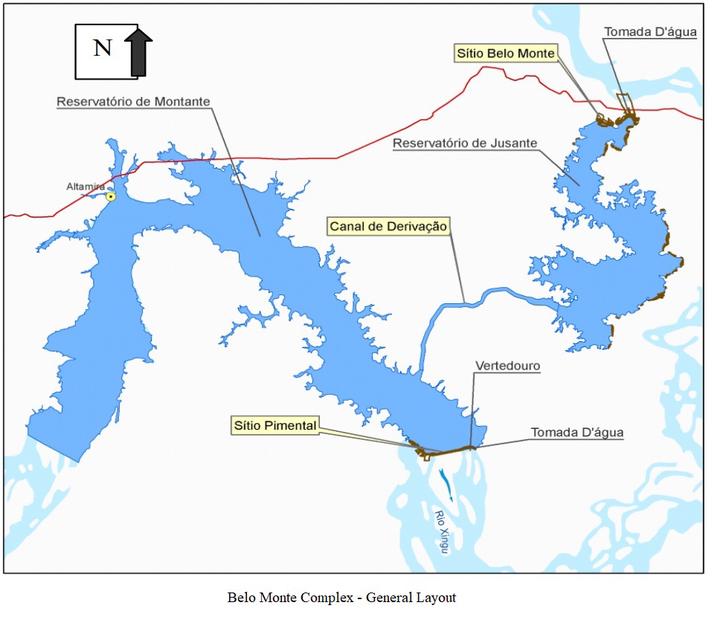 N
Tomada D'água
Sítio Belo Monte
Reservatório de Montante
Reservatório de Jusante
Altamira
Canal de Derivação
Vertedouro
Sítio Pimental
Tomada D'água
Rio Xingu
Belo Monte Complex - General Layout